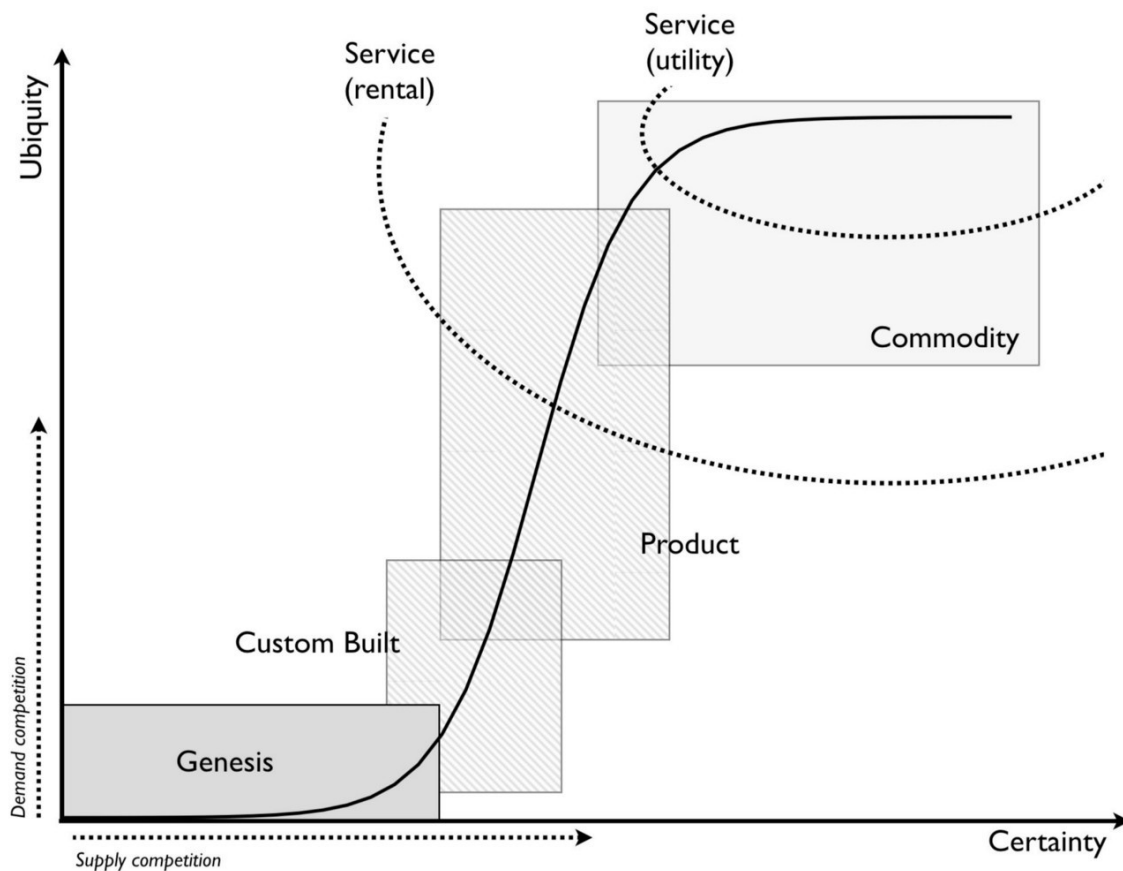 Service
(utility)
Service
(rental)
Ubiquity
Commodity
Product
Custom Built
Genesis
Demand competition
Certainty
Supply competition